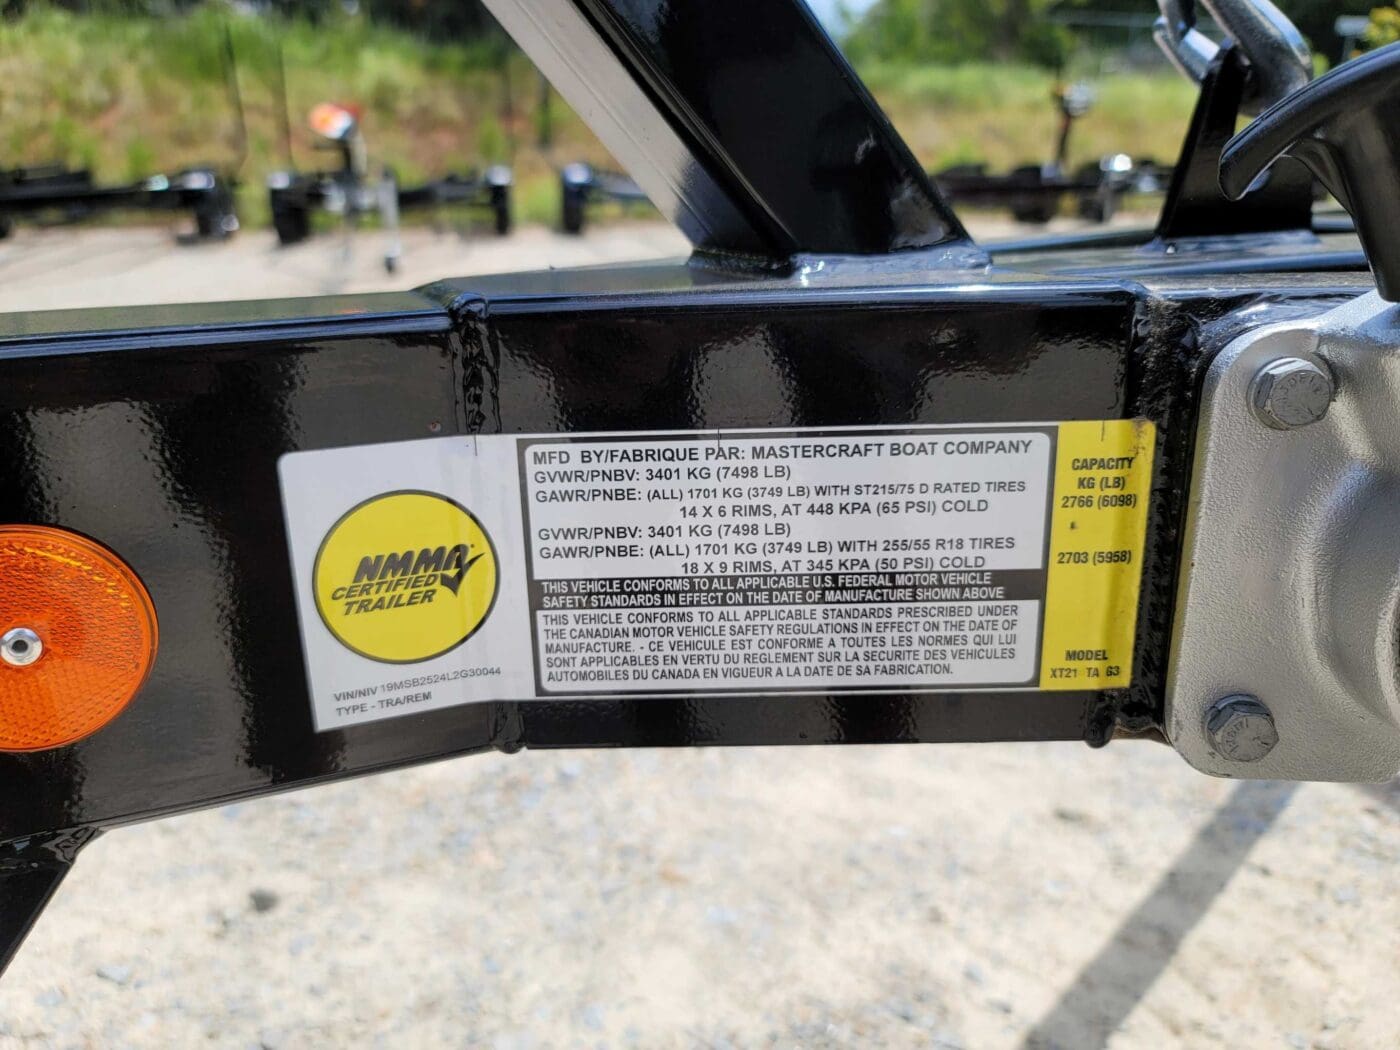 MFD BY/FABRIQUE PAR: MASTERCRAFT BOAT COMPANY
GVWR/PNBV: 3401 KG (7498 LB)
GAWR/PNBE: (ALL) 1701 KG (3749 LB) WITH ST215/75 D RATED TIRES
14 X 6 RIMS, AT 448 KPA (65 PSI) COLD
GVWR/PNBV: 3401 KG (7498 LB)
GAWR/PNBE: (ALL) 1701 KG (3749 LB) WITH 255/55 R18 TIRES
18 X 9 RIMS, AT 345 KPA (50 PSI) COLD
THIS VEHICLE CONFORMS TO ALL APPLICABLE U.S. FEDERAL MOTOR VEHICLE
SAFETY STANDARDS IN EFFECT ON THE DATE OF MANUFACTURE SHOWN ABOVE
THIS VEHICLE CONFORMS TO ALL APPLICABLE STANDARDS PRESCRIBED UNDER
THE CANADIAN MOTOR VEHICLE SAFETY REGULATIONS IN EFFECT ON THE DATE OF
MANUFACTURE. - CE VEHICULE EST CONFORME A TOUTES LES NORMES QUI LUI
SONT APPLICABLES EN VERTU DU REGLEMENT SUR LA SECURITE DES VEHICULES
AUTOMOBILES DU CANADA EN VIGUEUR A LA DATE DE SA FABRICATION.
CAPACITY
KG (LB)
2766 (6098)
2703 (5958)
MODEL
XT21 TA G3
NMMA
CERTIFIED
TRAILER
VIN/NIV 19MSB2524L2G30044
TYPE - TRA/REM